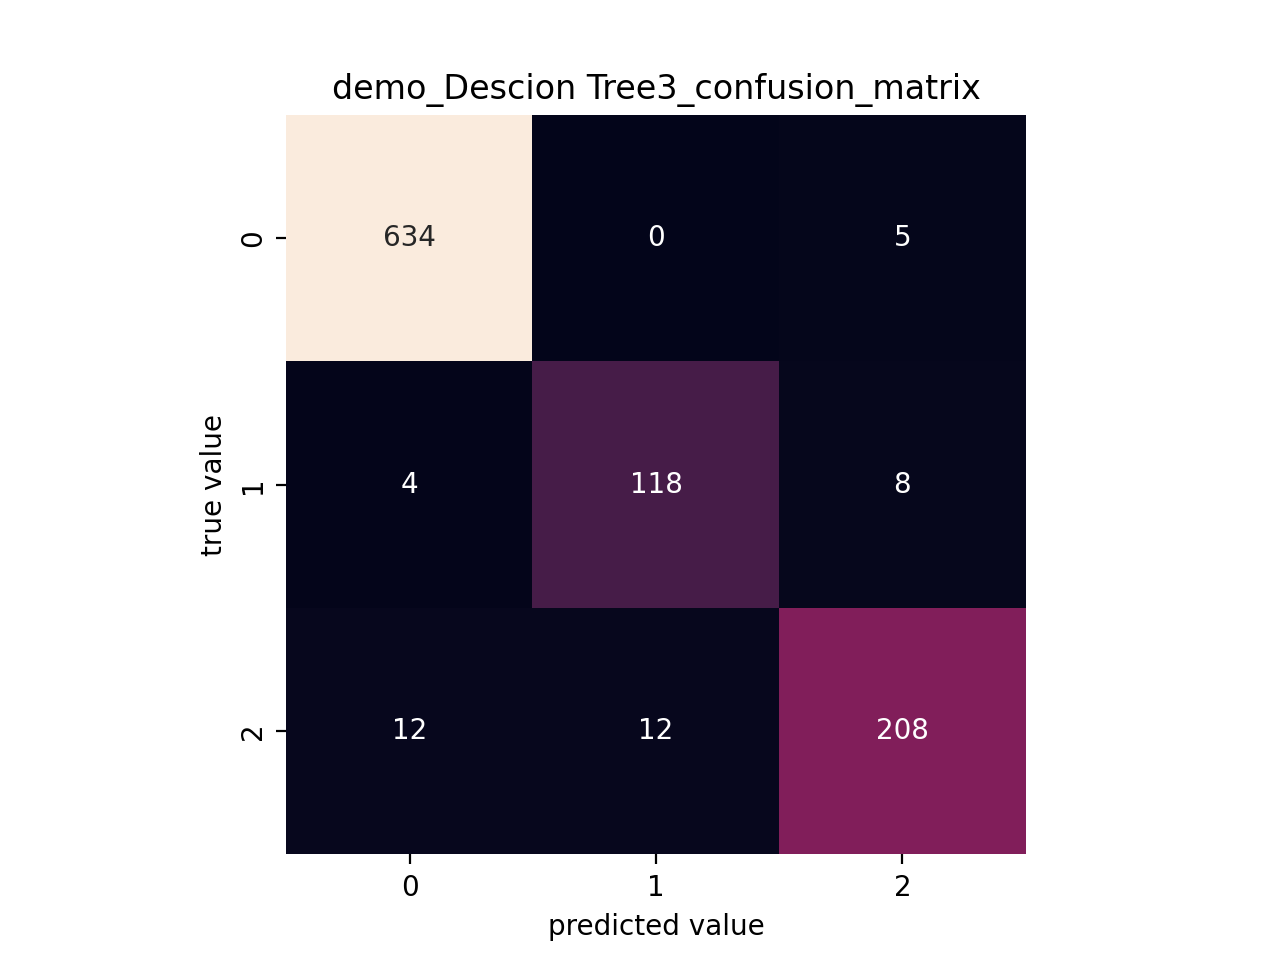 demo_Descion Tree3_confusion_matrix
0 634 0 5
1 4 118 8
2 12 12 208
0 1 2
true value
predicted value